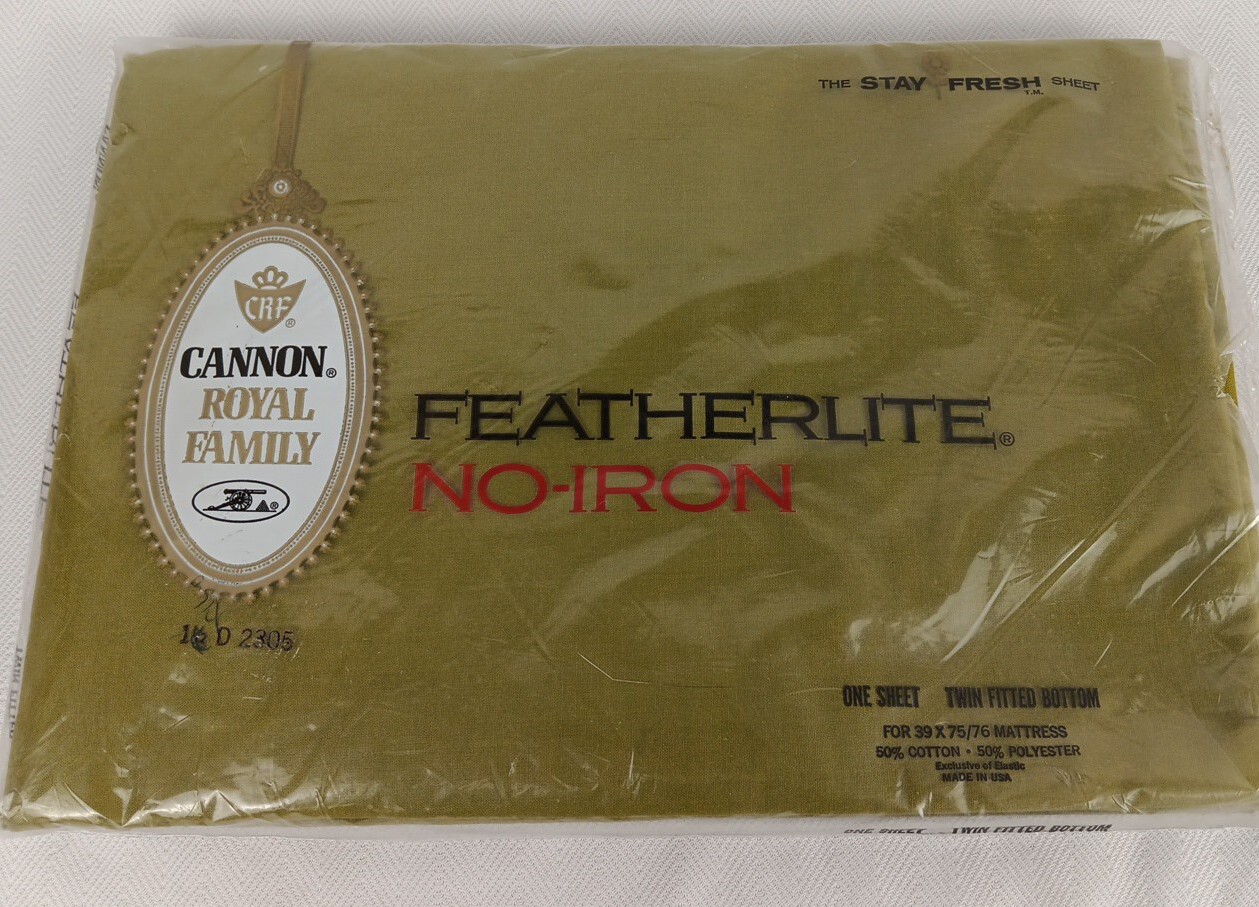 THE STAY FRESH T.M. SHEET
CRF ®
CANNON®
ROYAL
FAMILY
®
FEATHERLITE®
NO-IRON
D 2305
ONE SHEET TWIN FITTED BOTTOM
FOR 39 X 75/76 MATTRESS
50% COTTON • 50% POLYESTER
Exclusive of Elastic
MADE IN USA
ONE SHEET TWIN FITTED BOTTOM